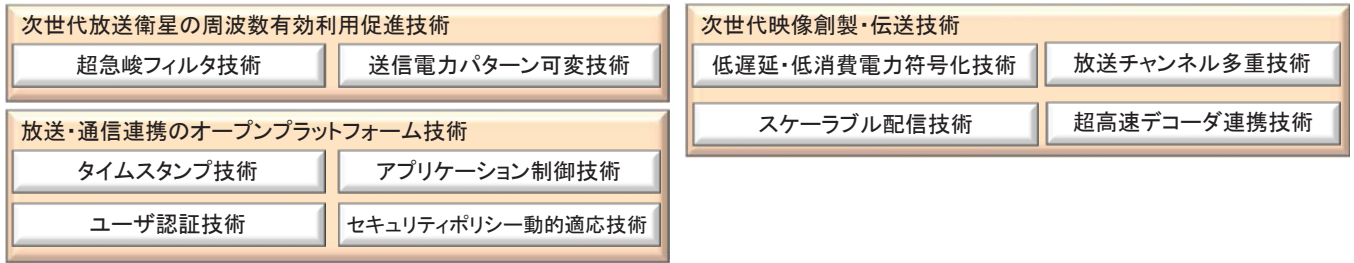 次世代放送衛星の周波数有効利用促進技術
超急峻フィルタ技術
送信電力パターン可変技術
放送・通信連携のオープンプラットフォーム技術
タイムスタンプ技術
アプリケーション制御技術
ユーザ認証技術
セキュリティポリシー動的適応技術
次世代映像創製・伝送技術
低遅延・低消費電力符号化技術
放送チャンネル多重技術
スケーラブル配信技術
超高速デコーダ連携技術